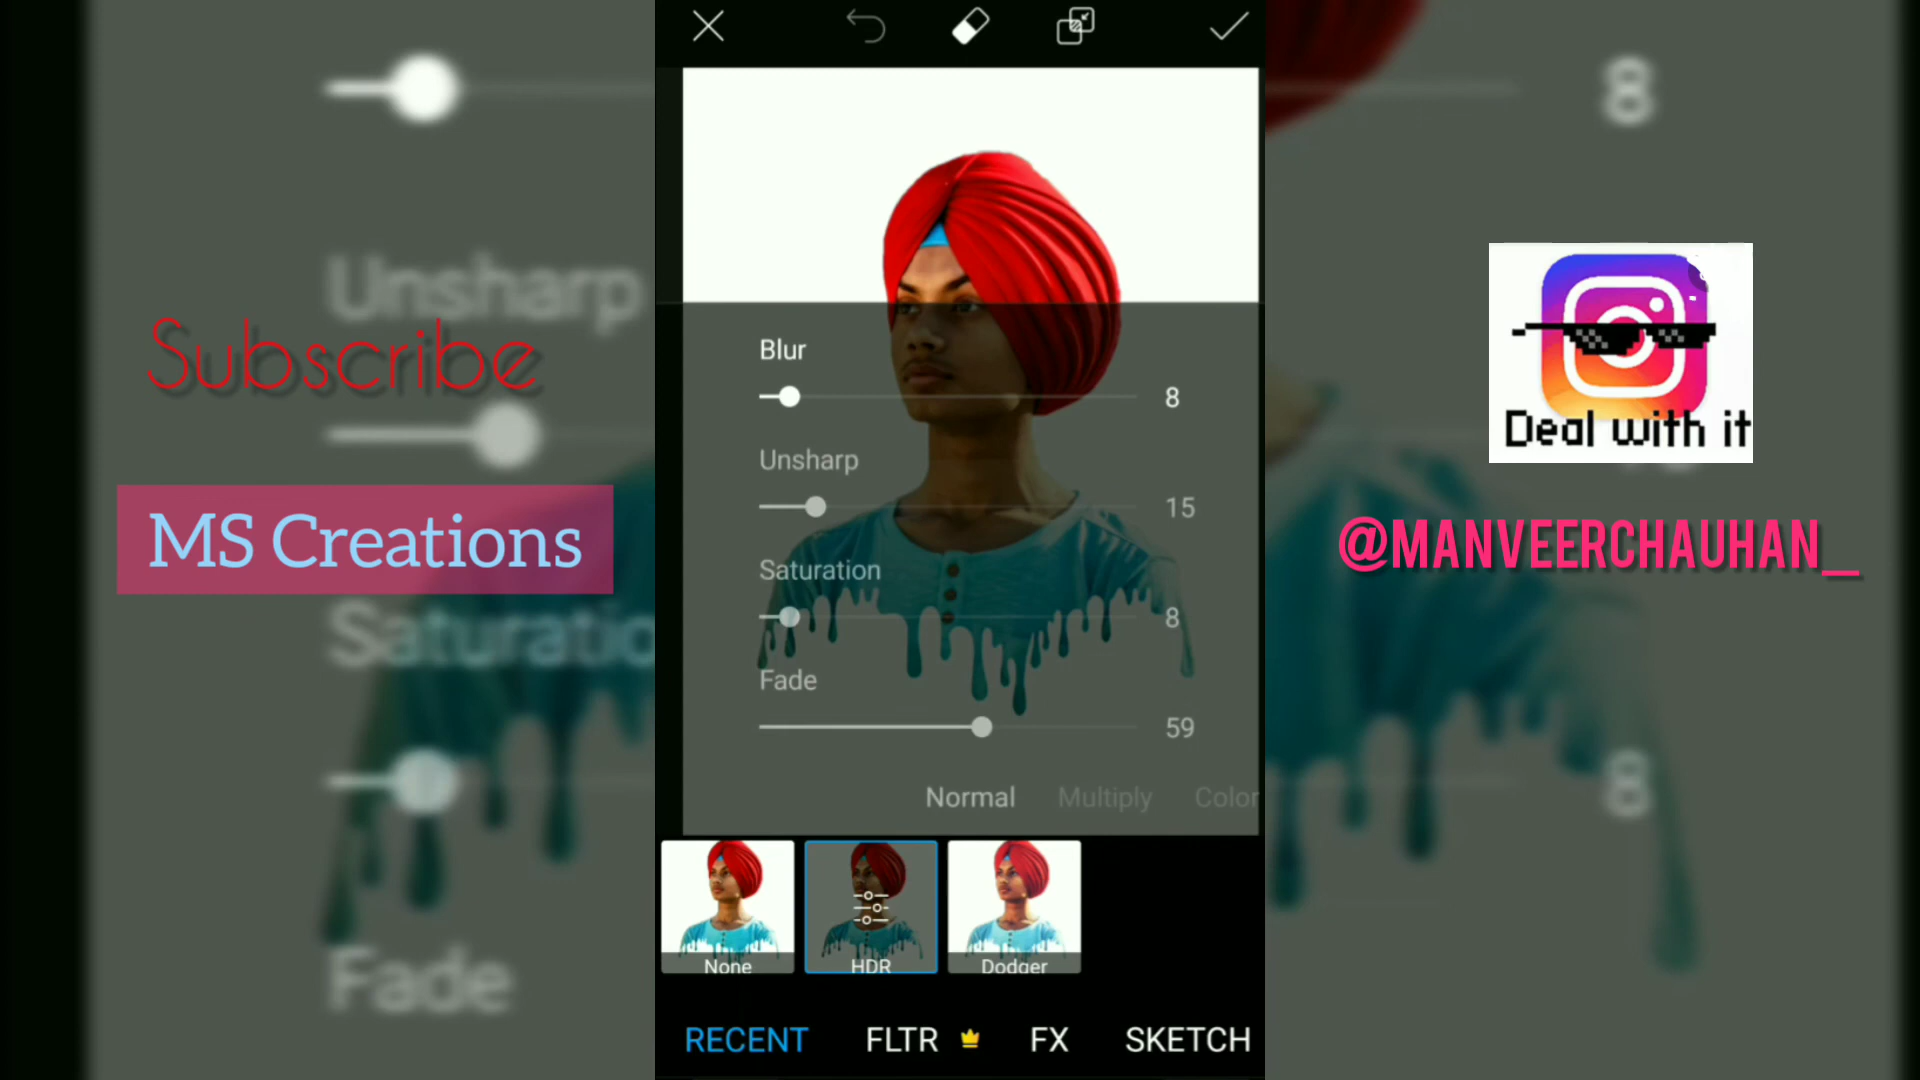 Subscribe
MS Creations
Unsharp
Saturatio
Fade
8
8
Blur
8
Unsharp
15
Saturation
8
Fade
59
Normal Multiply Color
None HDR Dodger
RECENT FLTR FX SKETCH
Deal with it
@MANVEERCHAUHAN_